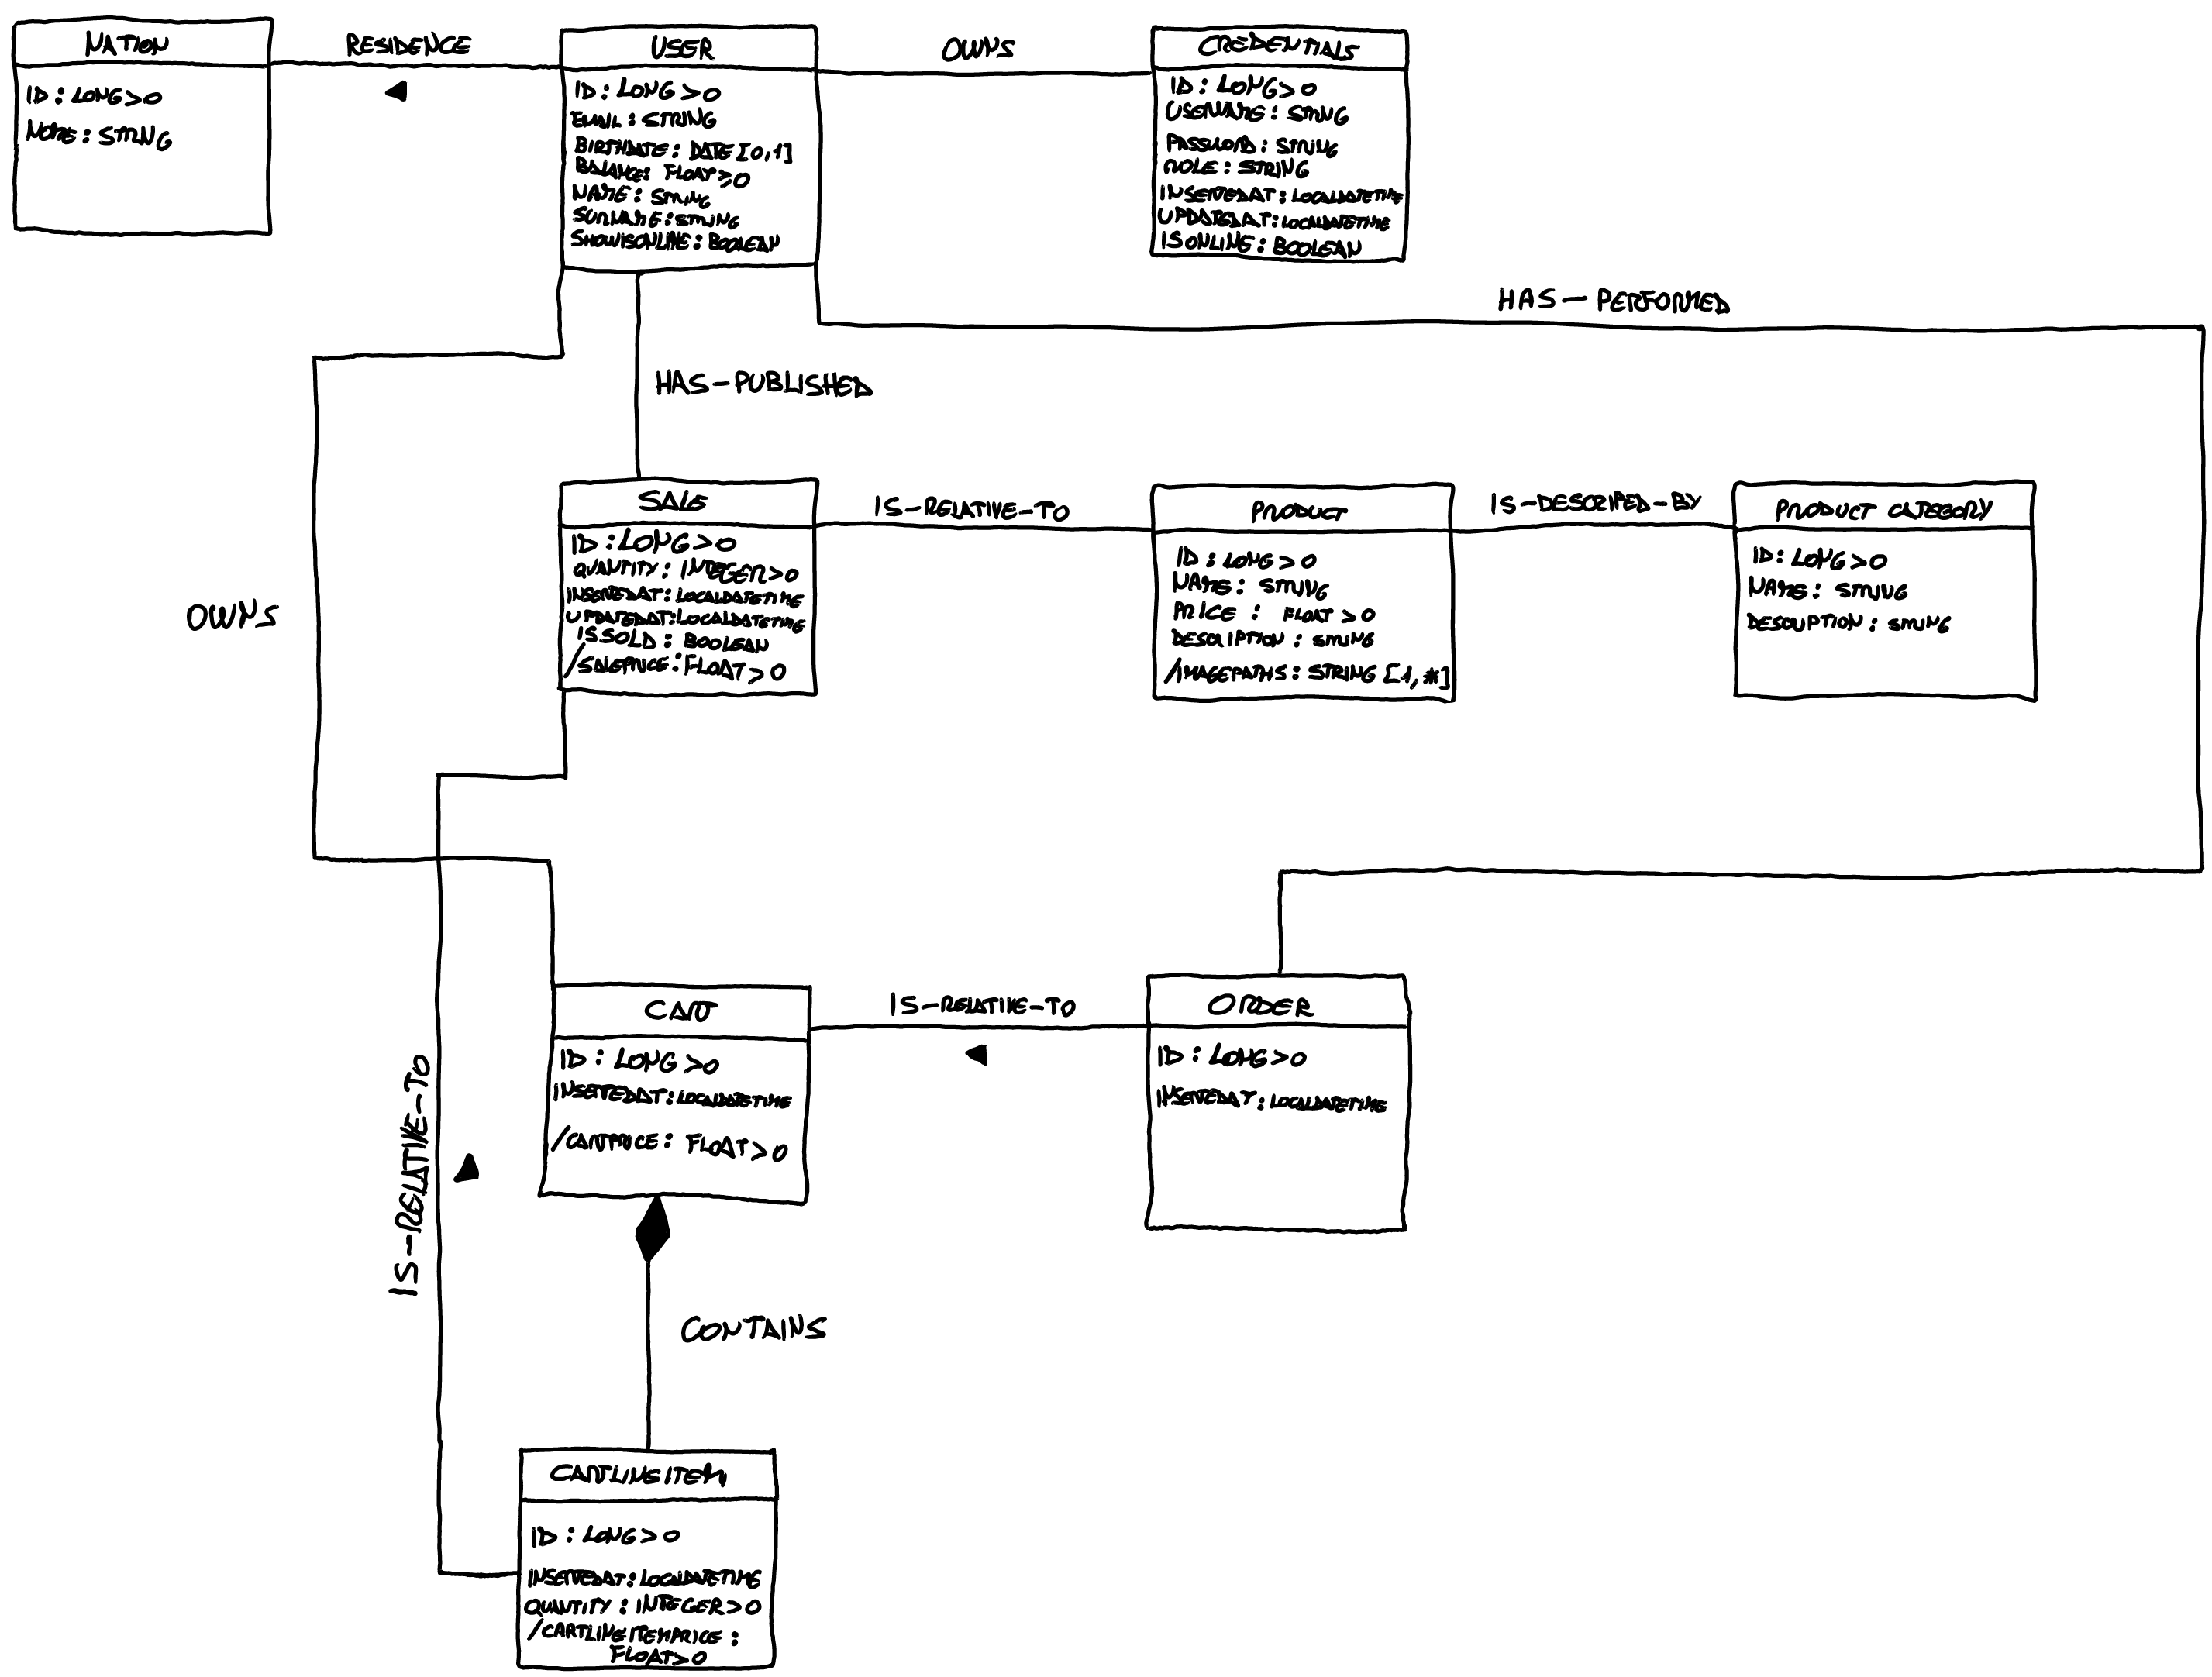 NATION
ID: LONG>0
NOME: STRING
RESIDENCE
USER
ID: LONG>0
EMAIL: STRING
BIRTHDATE: DATE [0,1]
BALANCE: FLOAT≥0
NAME: STRING
SURNAME: STRING
SHOWISONLINE: BOOLEAN
OWNS
CREDENTIALS
ID: LONG>0
USERNAME: STRING
PASSWORD: STRING
ROLE: STRING
INSERTEDAT: LOCALDATETIME
UPDATEDAT: LOCALDATETIME
ISONLINE: BOOLEAN
HAS-PERFORMED
HAS-PUBLISHED
OWNS
SALE
ID: LONG>0
QUANTITY: INTEGER>0
INSERTEDAT: LOCALDATETIME
UPDATEDAT: LOCALDATETIME
ISSOLD: BOOLEAN
/SALEPRICE: FLOAT>0
IS-RELATIVE-TO
PRODUCT
ID: LONG>0
NAME: STRING
PRICE: FLOAT>0
DESCRIPTION: STRING
/IMAGEPATHS: STRING [1,*]
IS-DESCRIPED-BY
PRODUCT CATEGORY
ID: LONG>0
NAME: STRING
DESCRIPTION: STRING
CART
ID: LONG>0
INSERTEDAT: LOCALDATETIME
/CARTPRICE: FLOAT>0
IS-RELATIVE-TO
ORDER
ID: LONG>0
INSERTEDAT: LOCALDATETIME
IS-RELATIVE-TO
CONTAINS
CARTLINEITEM
ID: LONG>0
INSERTEDAT: LOCALDATETIME
QUANTITY: INTEGER>0
/CARTLINEITEMPRICE:
FLOAT>0